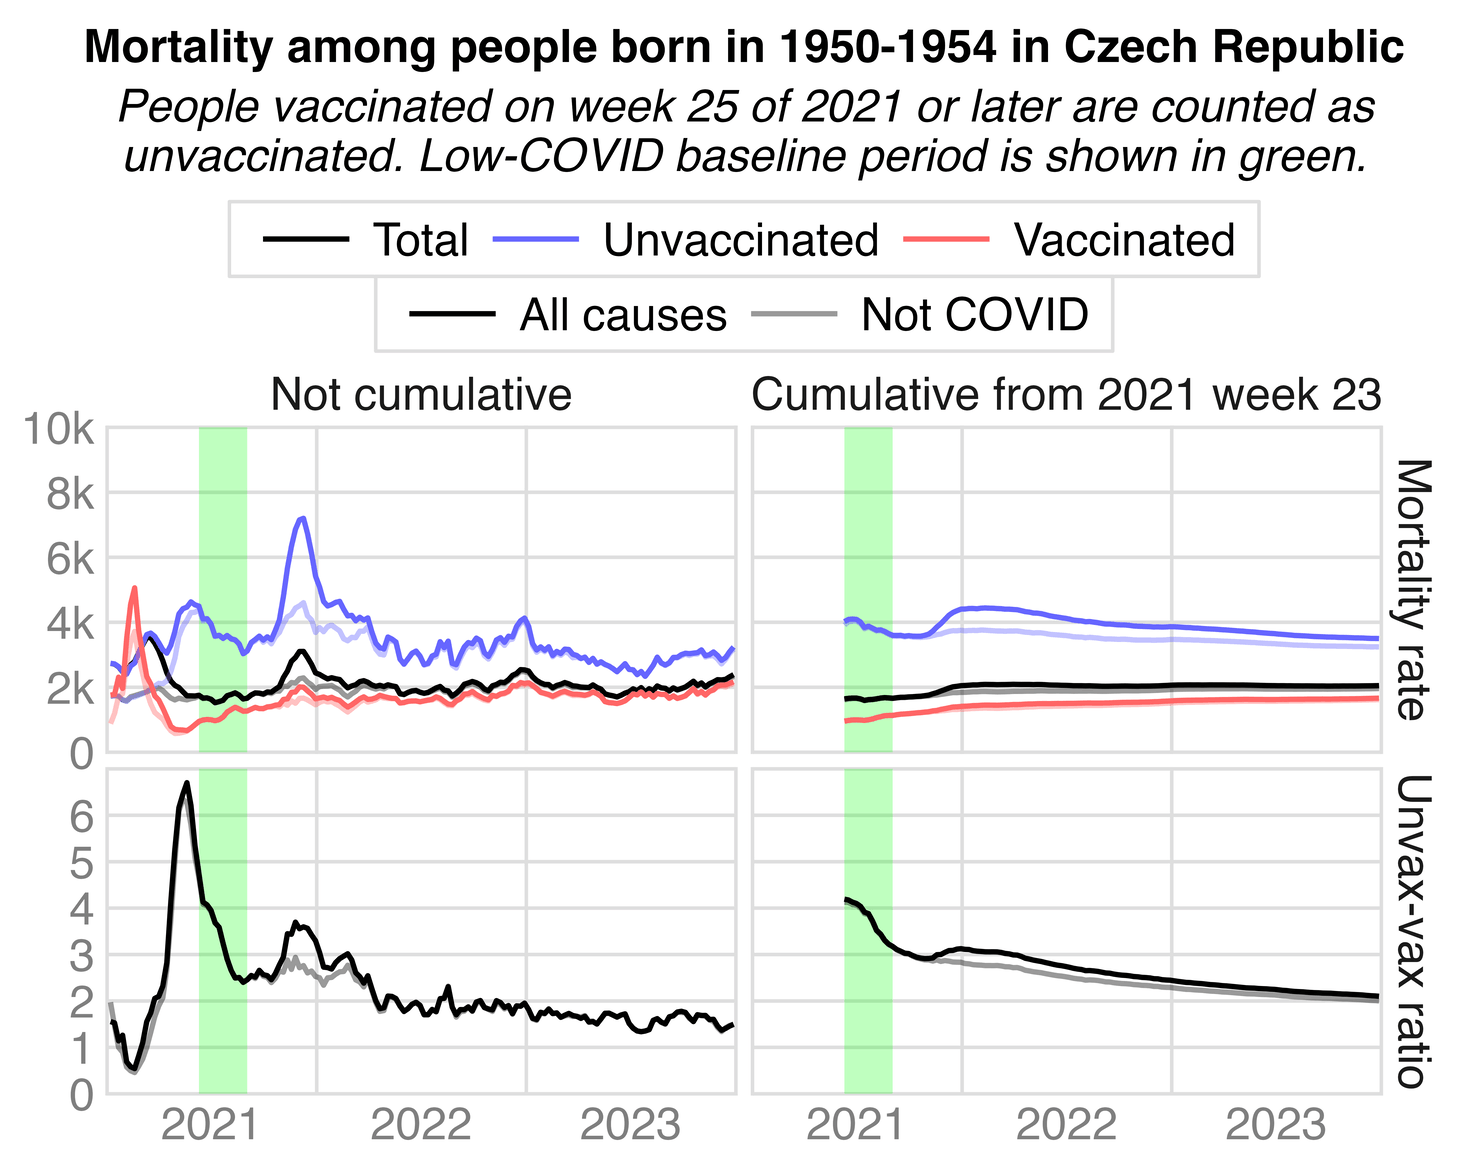 Mortality among people born in 1950-1954 in Czech Republic
People vaccinated on week 25 of 2021 or later are counted as
unvaccinated. Low-COVID baseline period is shown in green.
Total Unvaccinated Vaccinated
All causes Not COVID
Not cumulative Cumulative from 2021 week 23
10k
8k
6k
4k
2k
0
Mortality rate
6
5
4
3
2
1
0
Unvax-vax ratio
2021 2022 2023 2021 2022 2023